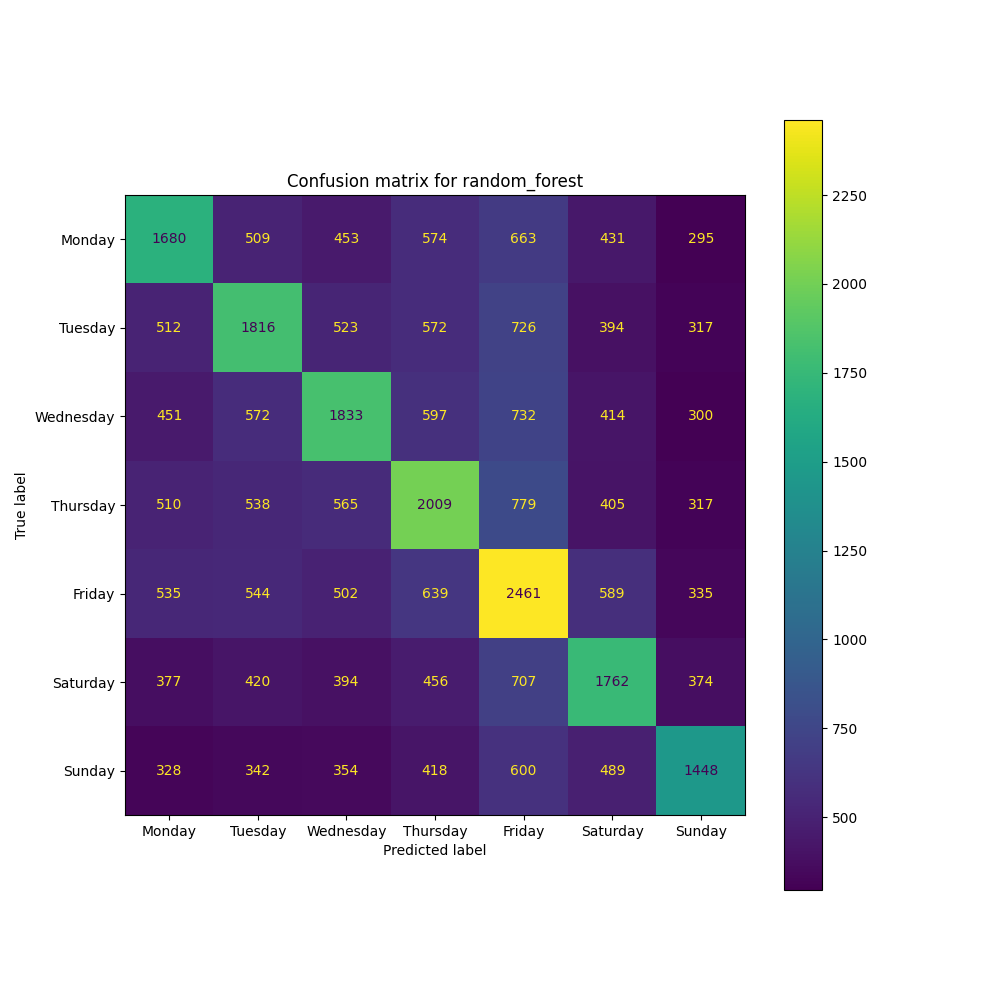 Confusion matrix for random_forest
Monday 1680 509 453 574 663 431 295
Tuesday 512 1816 523 572 726 394 317
Wednesday 451 572 1833 597 732 414 300
Thursday 510 538 565 2009 779 405 317
Friday 535 544 502 639 2461 589 335
Saturday 377 420 394 456 707 1762 374
Sunday 328 342 354 418 600 489 1448
Monday Tuesday Wednesday Thursday Friday Saturday Sunday
Predicted label
True label
2250
2000
1750
1500
1250
1000
750
500